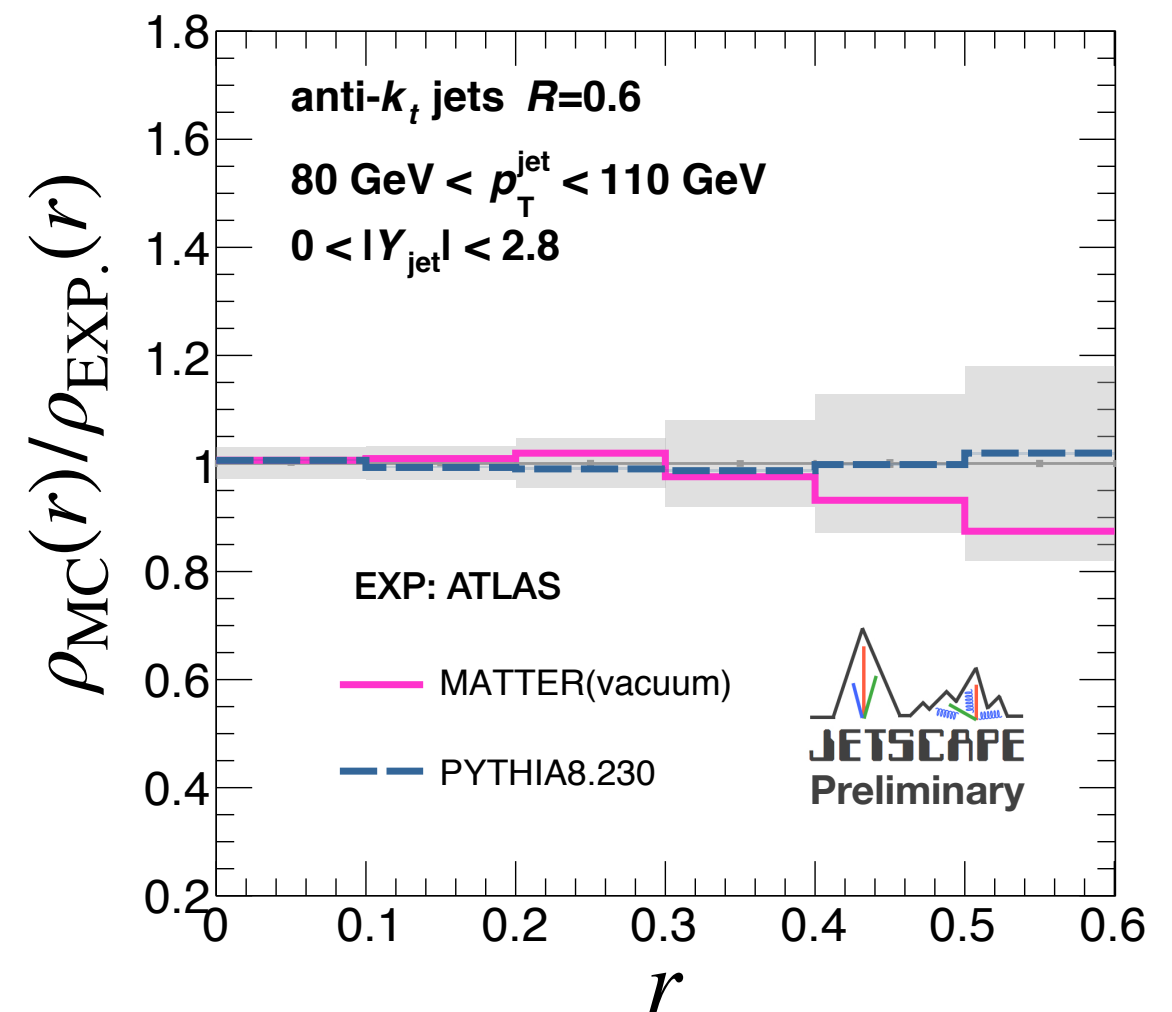 1.8
1.6
1.4
1.2
1
0.8
0.6
0.4
0.2
ρMC(r)/ρEXP.(r)
anti-kt jets R=0.6
80 GeV < pTjet < 110 GeV
0 < |Yjet| < 2.8
EXP: ATLAS
MATTER(vacuum)
PYTHIA8.230
JETSCAPE
Preliminary
0 0.1 0.2 0.3 0.4 0.5 0.6
r